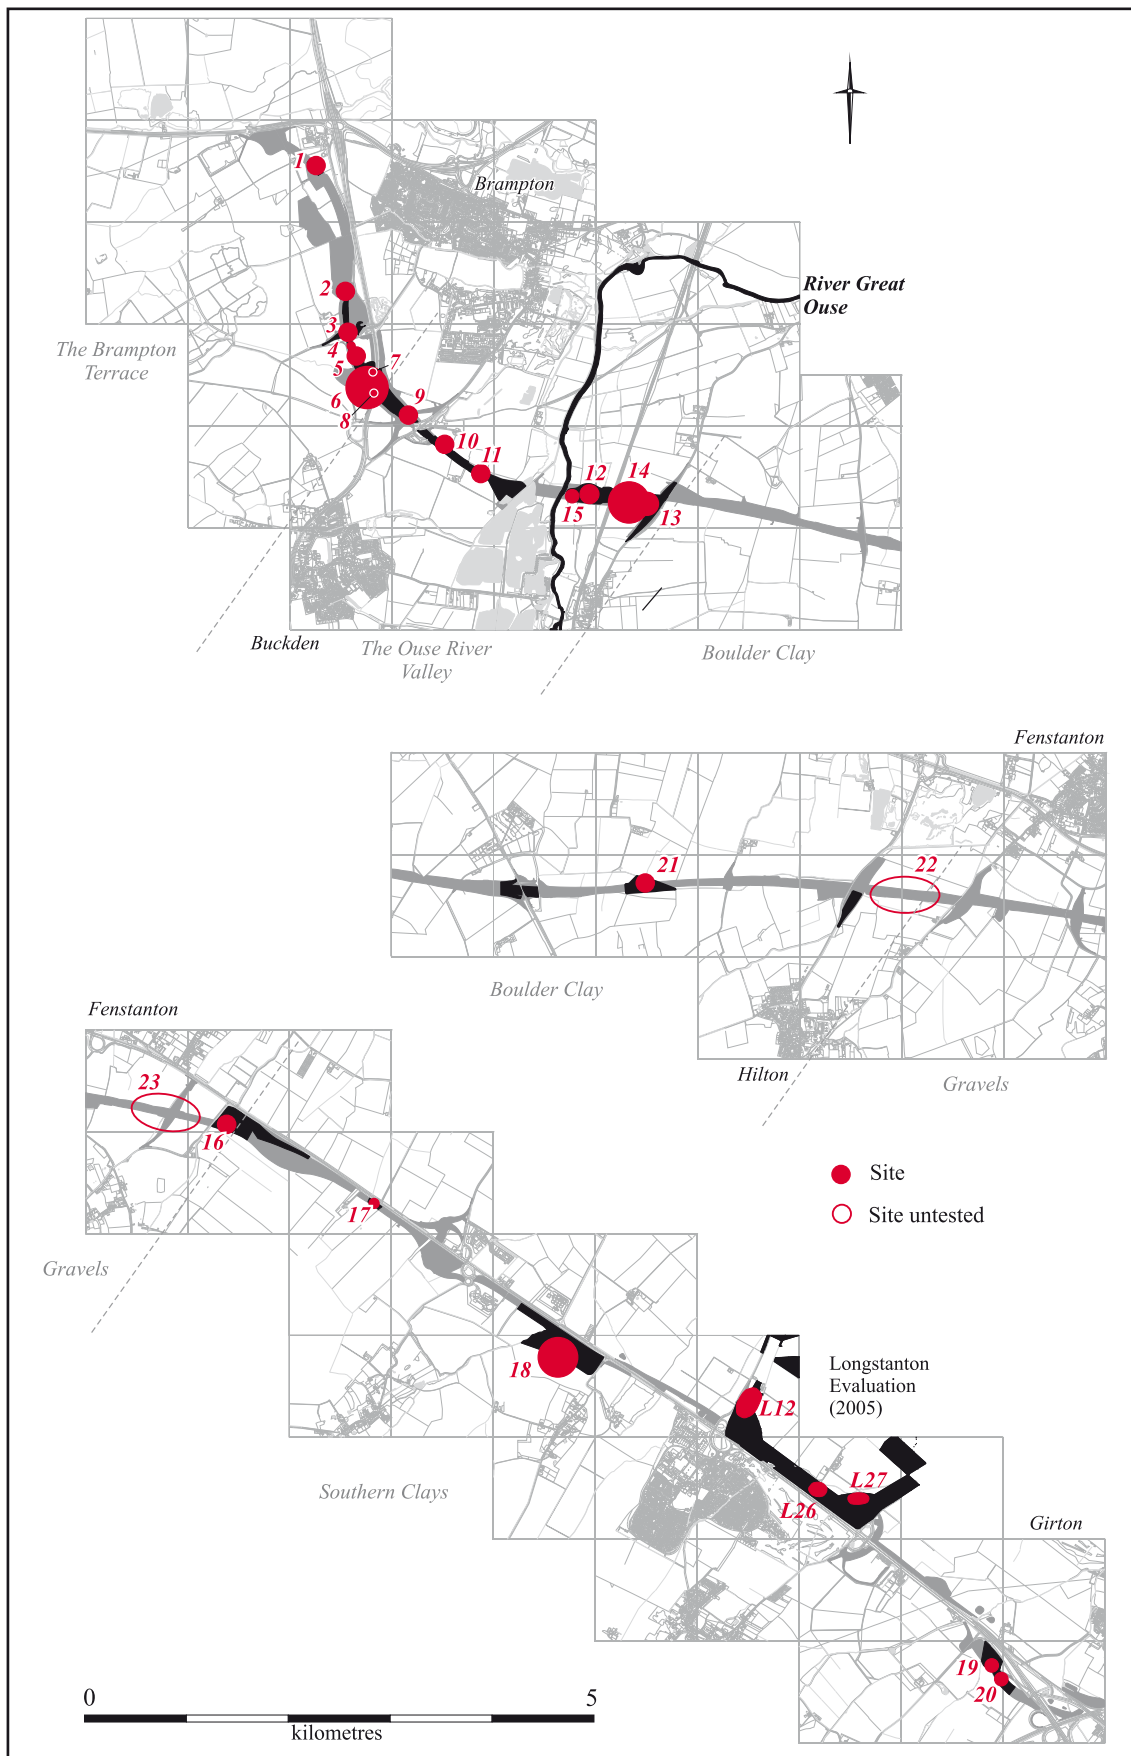 1
Brampton
2
River Great
Ouse
3
The Brampton
Terrace
4
7
5
6
8
9
10
11
12
14
15
13
Buckden
The Ouse River
Valley
Boulder Clay
Fenstanton
21
22
Boulder Clay
Hilton
Gravels
Fenstanton
23
16
17
Gravels
Site
Site untested
18
Longstanton
Evaluation
(2005)
L12
L27
L26
Southern Clays
Girton
19
20
0
5
kilometres